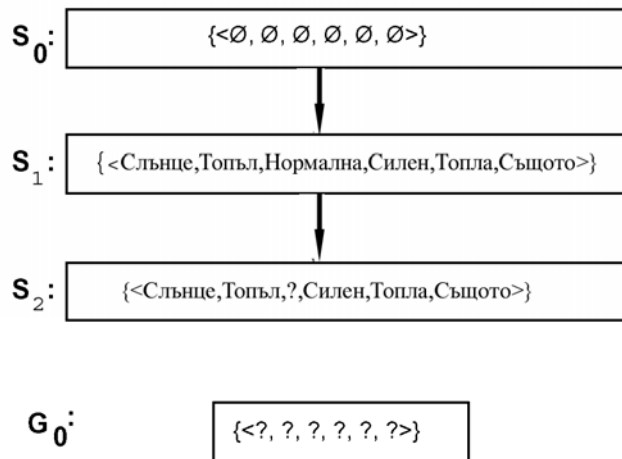 S0: {<Ø, Ø, Ø, Ø, Ø, Ø>}
S1: {<Слънце,Топъл,Нормална,Силен,Топла,Същото>}
S2: {<Слънце,Топъл,?,Силен,Топла,Същото>}
G0: {<?, ?, ?, ?, ?, ?>}